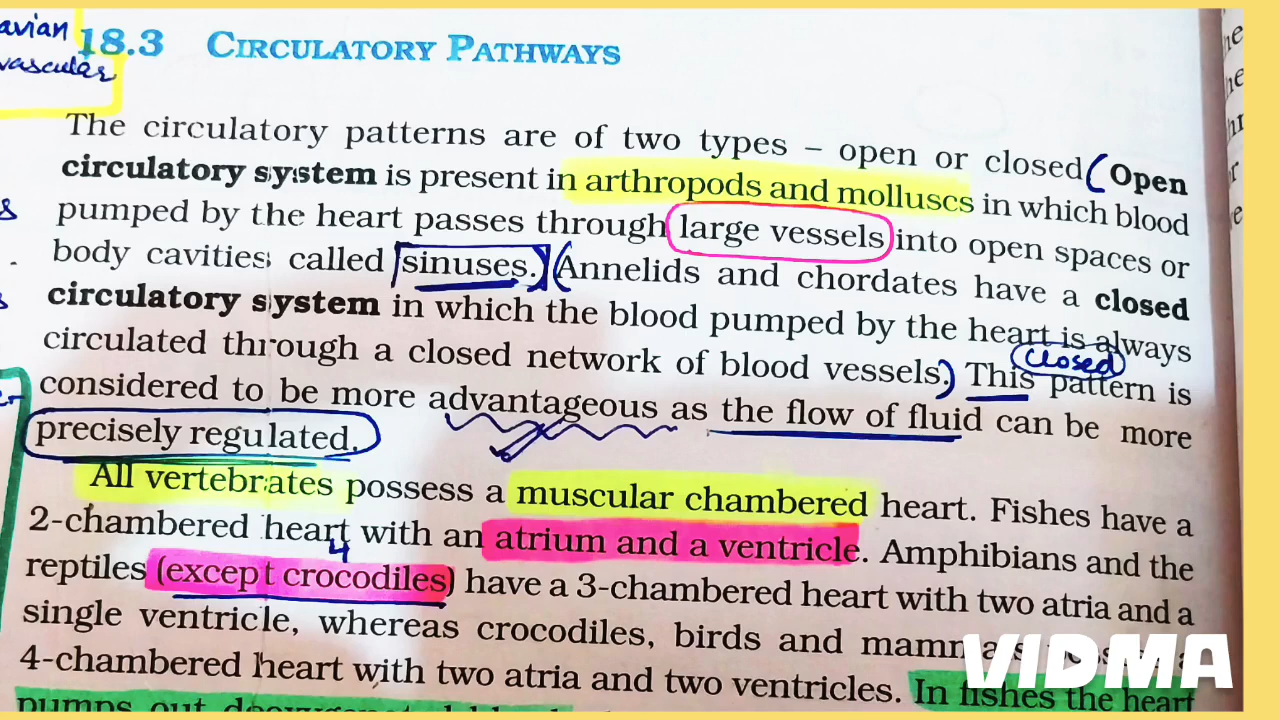 avian
vascular
18.3 CIRCULATORY PATHWAYS
The circulatory patterns are of two types – open or closed (Open
circulatory system is present in arthropods and molluscs in which blood
pumped by the heart passes through large vessels into open spaces or
body cavities called sinuses.) (Annelids and chordates have a closed
circulatory system in which the blood pumped by the heart is always
circulated through a closed network of blood vessels.) This pattern is
closed
considered to be more advantageous as the flow of fluid can be more
precisely regulated.
All vertebrates possess a muscular chambered heart. Fishes have a
2-chambered heart with an atrium and a ventricle. Amphibians and the
4
reptiles (except crocodiles) have a 3-chambered heart with two atria and a
single ventricle, whereas crocodiles, birds and
4-chambered heart with two atria and two ventricles. In fishes the heart
pumps out
VIDMA